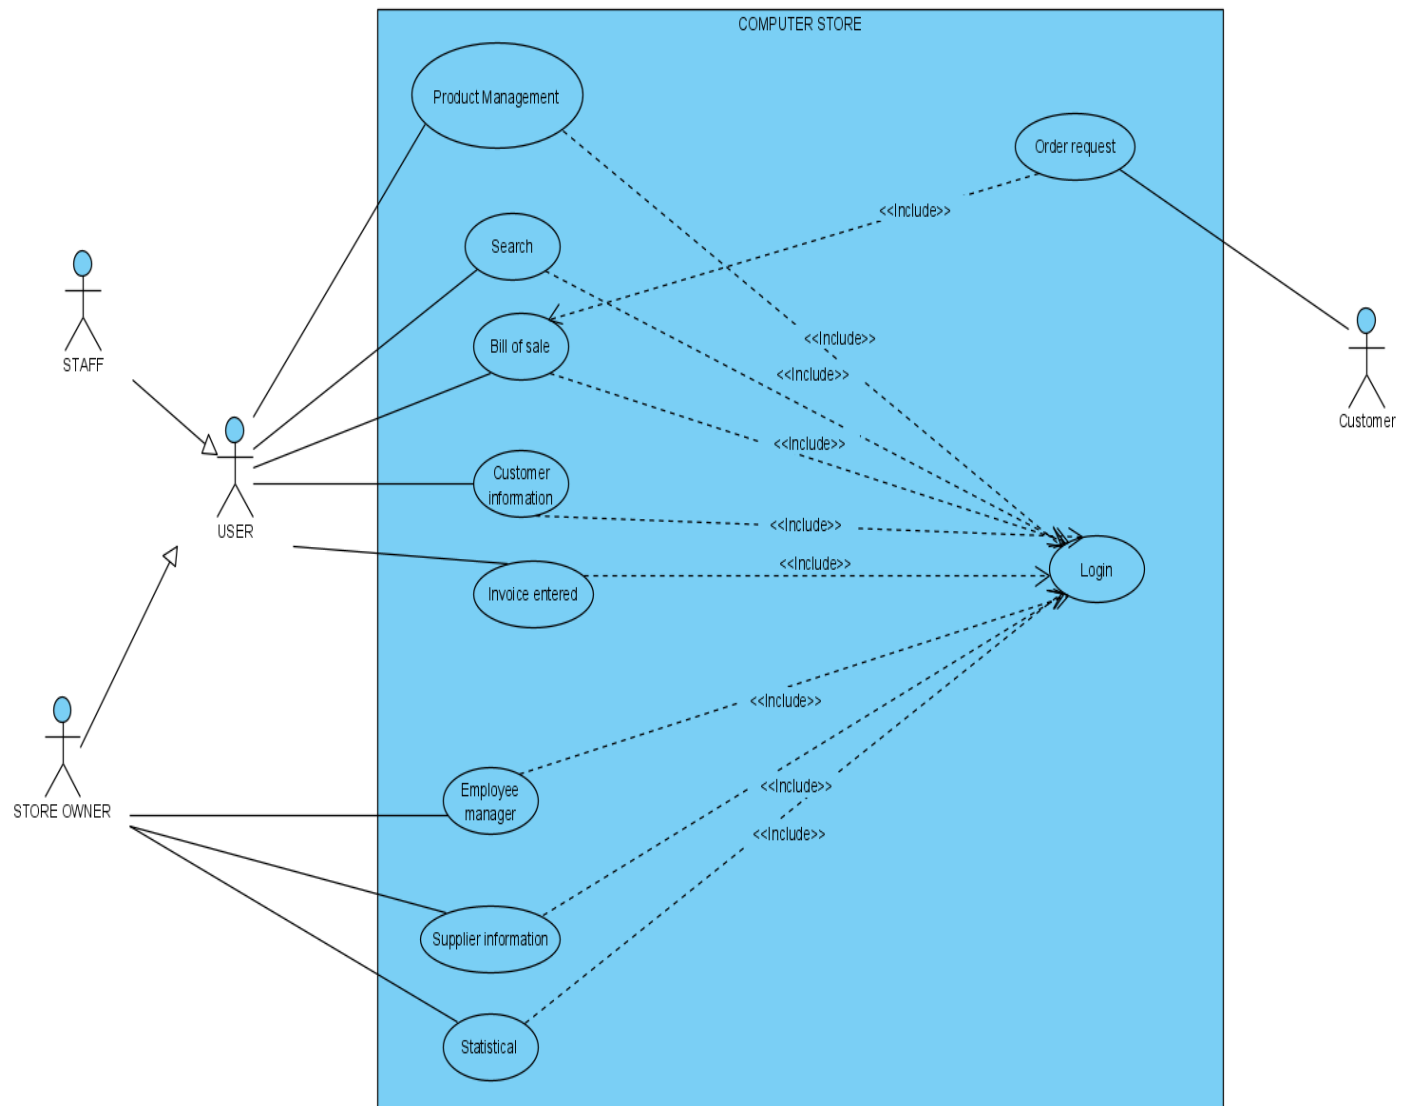 COMPUTER STORE
Product Management
Order request
<<Include>>
Search
STAFF
Bill of sale
<<Include>>
<<Include>>
Customer
<<Include>>
Customer
information
USER
<<Include>>
<<Include>>
Login
Invoice entered
<<Include>>
Employee
manager
STORE OWNER
<<Include>>
<<Include>>
Supplier information
Statistical